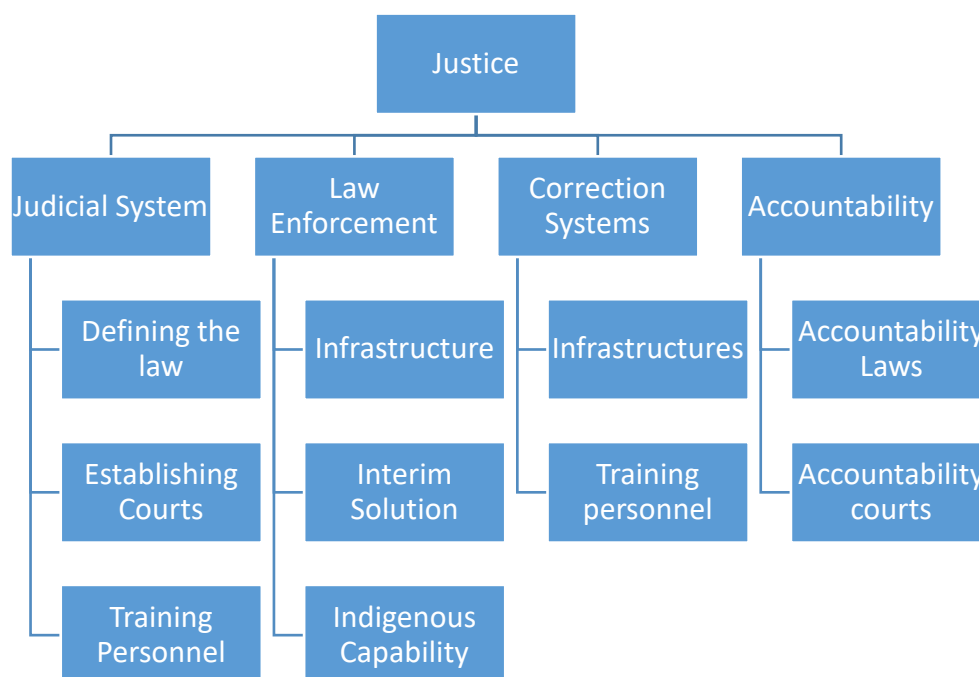 Justice
Judicial System
Law
Enforcement
Correction
Systems
Accountability
Defining the
law
Infrastructure
Infrastructures
Accountability
Laws
Establishing
Courts
Interim
Solution
Training
personnel
Accountability
courts
Training
Personnel
Indigenous
Capability